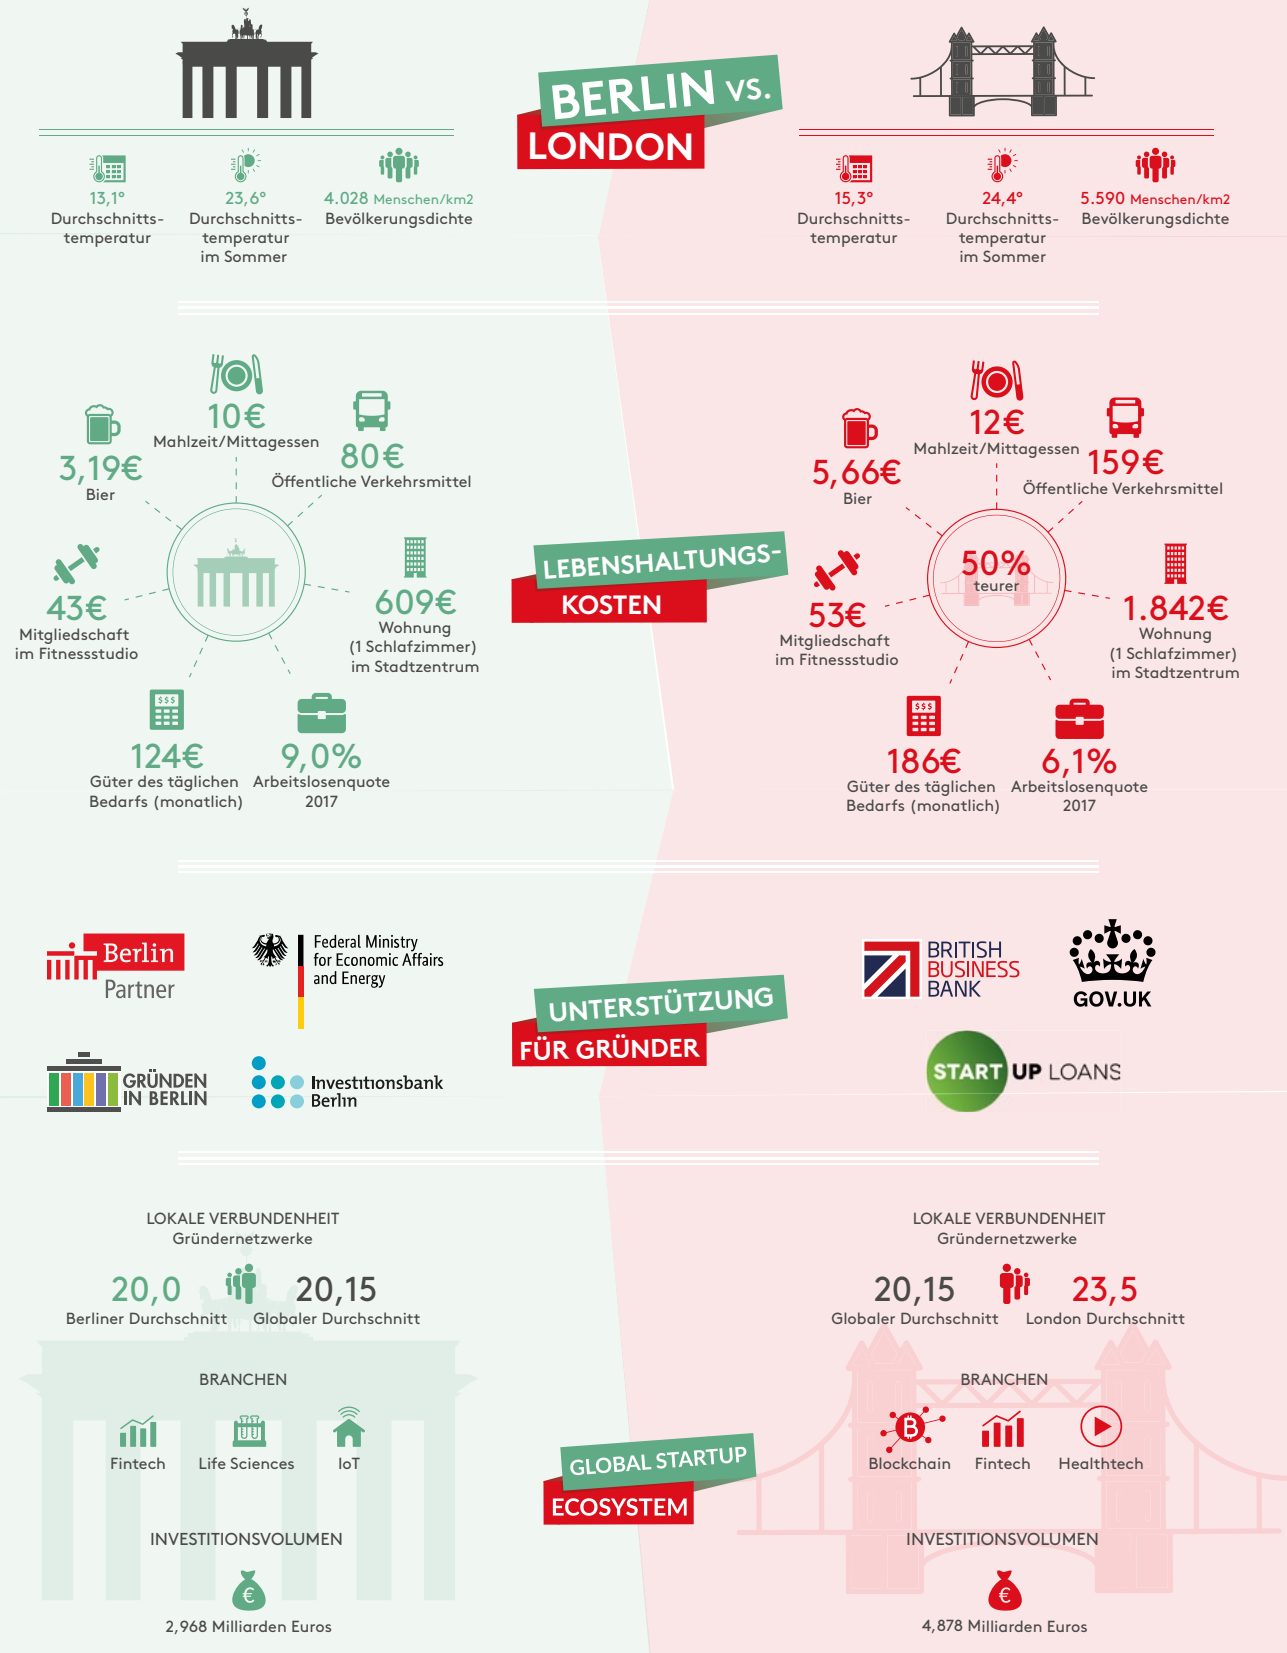 BERLIN VS.
LONDON
13,1°
Durchschnitts-
temperatur
23,6°
Durchschnitts-
temperatur
im Sommer
4.028 Menschen/km2
Bevölkerungsdichte
15,3°
Durchschnitts-
temperatur
24,4°
Durchschnitts-
temperatur
im Sommer
5.590 Menschen/km2
Bevölkerungsdichte
LEBENSHALTUNGS-
KOSTEN
10€
Mahlzeit/Mittagessen
80€
Öffentliche Verkehrsmittel
3,19€
Bier
43€
Mitgliedschaft
im Fitnessstudio
609€
Wohnung
(1 Schlafzimmer)
im Stadtzentrum
$$$
124€
Güter des täglichen
Bedarfs (monatlich)
9,0%
Arbeitslosenquote
2017
12€
Mahlzeit/Mittagessen
159€
Öffentliche Verkehrsmittel
5,66€
Bier
50%
teurer
53€
Mitgliedschaft
im Fitnessstudio
1.842€
Wohnung
(1 Schlafzimmer)
im Stadtzentrum
$$$
186€
Güter des täglichen
Bedarfs (monatlich)
6,1%
Arbeitslosenquote
2017
UNTERSTÜTZUNG
FÜR GRÜNDER
Berlin
Partner
Federal Ministry
for Economic Affairs
and Energy
GRÜNDEN
IN BERLIN
Investitionsbank
Berlin
BRITISH
BUSINESS
BANK
GOV.UK
START UP LOANS
GLOBAL STARTUP
ECOSYSTEM
LOKALE VERBUNDENHEIT
Gründernetzwerke
20,0
Berliner Durchschnitt
20,15
Globaler Durchschnitt
BRANCHEN
Fintech
Life Sciences
IoT
INVESTITIONSVOLUMEN
€
2,968 Milliarden Euros
LOKALE VERBUNDENHEIT
Gründernetzwerke
20,15
Globaler Durchschnitt
23,5
London Durchschnitt
BRANCHEN
B
Blockchain
Fintech
Healthtech
INVESTITIONSVOLUMEN
€
4,878 Milliarden Euros